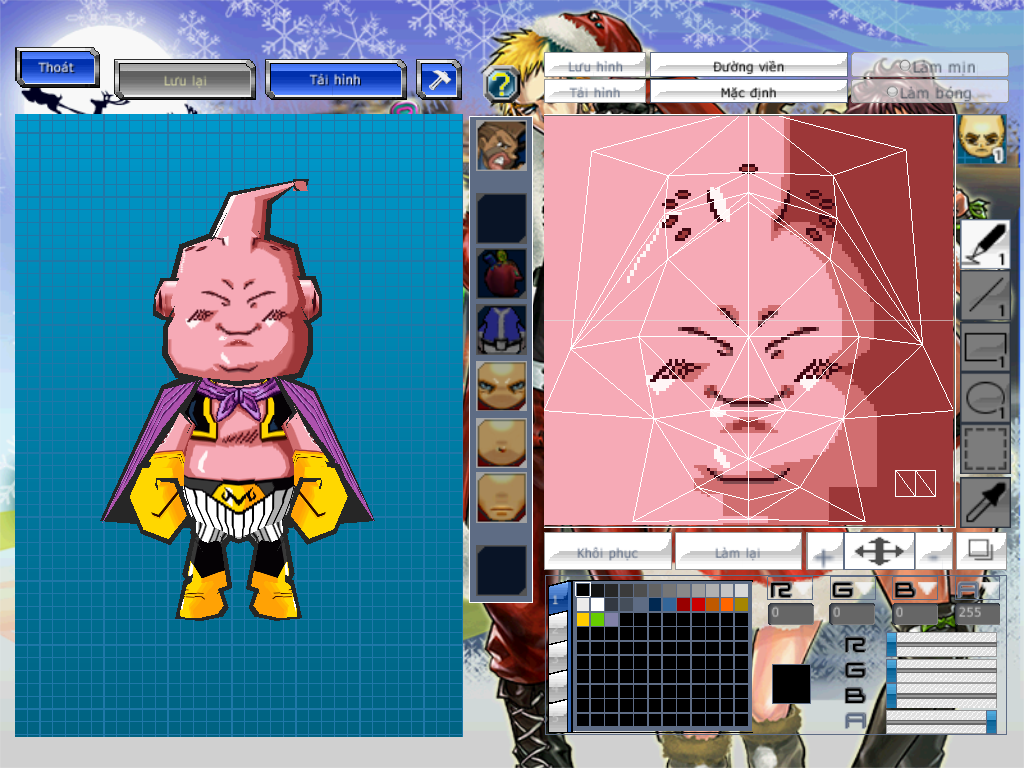 Thoát
Lưu lại
Tải hình
?
Lưu hình
Đường viền
Làm mịn
Tải hình
Mặc định
Làm bóng
1
1
1
1
1
Khôi phục
Làm lại
+
-
1
R
G
B
A
0
0
0
255
R
G
B
A